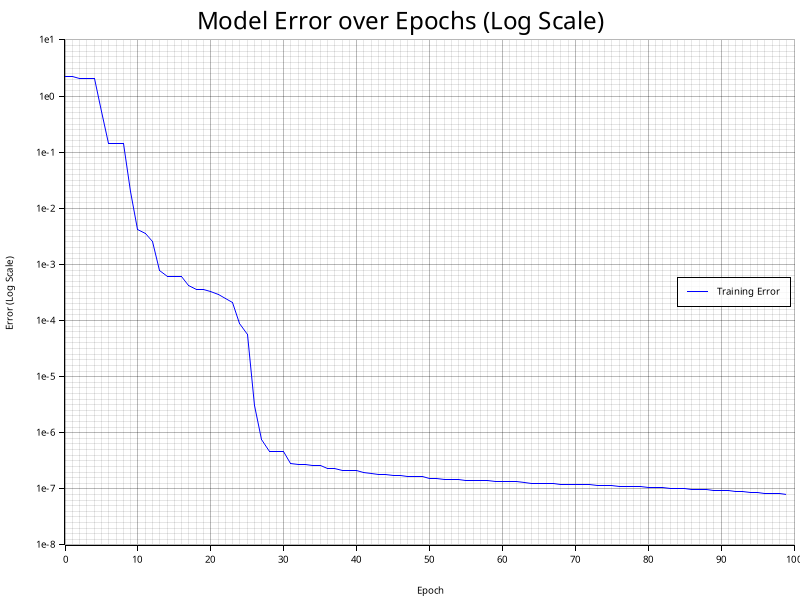 Model Error over Epochs (Log Scale)
1e1
1e0
1e-1
1e-2
1e-3
1e-4
1e-5
1e-6
1e-7
1e-8
Error (Log Scale)
Training Error
0 10 20 30 40 50 60 70 80 90 100
Epoch